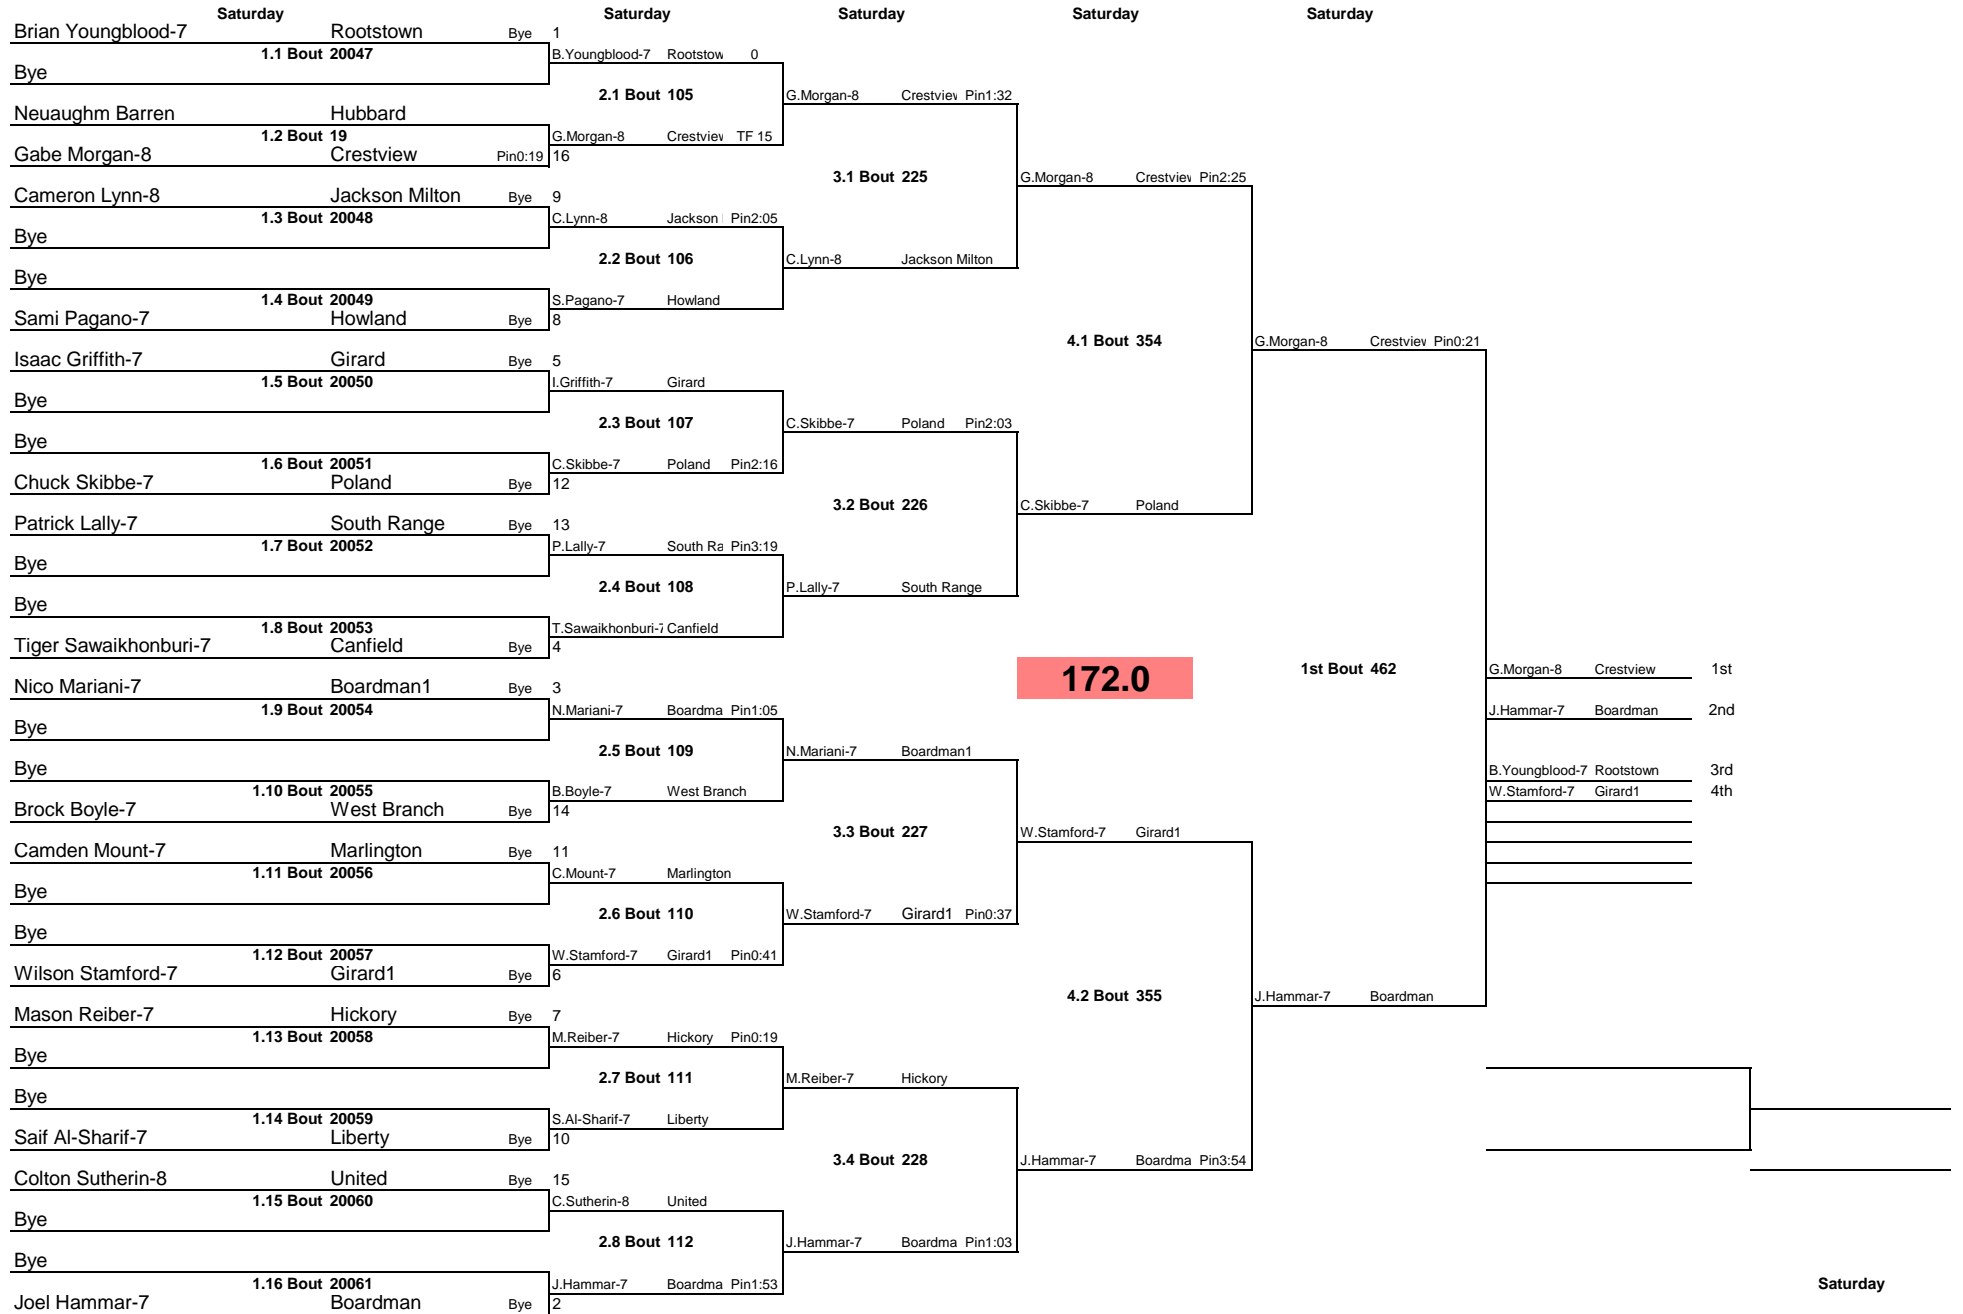 Saturday Saturday Saturday Saturday Saturday
Brian Youngblood-7 Rootstown Bye 1
1.1 Bout 20047
B.Youngblood-7 Rootstow 0
Bye
2.1 Bout 105
G.Morgan-8 Crestview Pin1:32
Neuaughm Barren Hubbard
1.2 Bout 19
G.Morgan-8 Crestview TF 15
Gabe Morgan-8 Crestview Pin0:19 16
3.1 Bout 225
G.Morgan-8 Crestview Pin2:25
Cameron Lynn-8 Jackson Milton Bye 9
1.3 Bout 20048
C.Lynn-8 Jackson Pin2:05
Bye
2.2 Bout 106
C.Lynn-8 Jackson Milton
Bye
1.4 Bout 20049
S.Pagano-7 Howland
Sami Pagano-7 Howland Bye 8
4.1 Bout 354
G.Morgan-8 Crestview Pin0:21
Isaac Griffith-7 Girard Bye 5
1.5 Bout 20050
I.Griffith-7 Girard
Bye
2.3 Bout 107
C.Skibbe-7 Poland Pin2:03
Bye
1.6 Bout 20051
C.Skibbe-7 Poland Pin2:16
Chuck Skibbe-7 Poland Bye 12
3.2 Bout 226
C.Skibbe-7 Poland
Patrick Lally-7 South Range Bye 13
1.7 Bout 20052
P.Lally-7 South Ra Pin3:19
Bye
2.4 Bout 108
P.Lally-7 South Range
Bye
1.8 Bout 20053
T.Sawaikhonburi-7 Canfield
Tiger Sawaikhonburi-7 Canfield Bye 4
172.0
1st Bout 462
G.Morgan-8 Crestview 1st
Nico Mariani-7 Boardman1 Bye 3
1.9 Bout 20054
N.Mariani-7 Boardma Pin1:05
J.Hammar-7 Boardman 2nd
Bye
2.5 Bout 109
N.Mariani-7 Boardman1
Bye
B.Youngblood-7 Rootstown 3rd
1.10 Bout 20055
B.Boyle-7 West Branch
W.Stamford-7 Girard1 4th
Brock Boyle-7 West Branch Bye 14
3.3 Bout 227
W.Stamford-7 Girard1
Camden Mount-7 Marlington Bye 11
1.11 Bout 20056
C.Mount-7 Marlington
Bye
2.6 Bout 110
W.Stamford-7 Girard1 Pin0:37
Bye
1.12 Bout 20057
W.Stamford-7 Girard1 Pin0:41
Wilson Stamford-7 Girard1 Bye 6
4.2 Bout 355
J.Hammar-7 Boardman
Mason Reiber-7 Hickory Bye 7
1.13 Bout 20058
M.Reiber-7 Hickory Pin0:19
Bye
2.7 Bout 111
M.Reiber-7 Hickory
Bye
1.14 Bout 20059
S.Al-Sharif-7 Liberty
Saif Al-Sharif-7 Liberty Bye 10
3.4 Bout 228
J.Hammar-7 Boardma Pin3:54
Colton Sutherin-8 United Bye 15
1.15 Bout 20060
C.Sutherin-8 United
Bye
2.8 Bout 112
J.Hammar-7 Boardma Pin1:03
Bye
1.16 Bout 20061
J.Hammar-7 Boardma Pin1:53
Saturday
Joel Hammar-7 Boardman Bye 2